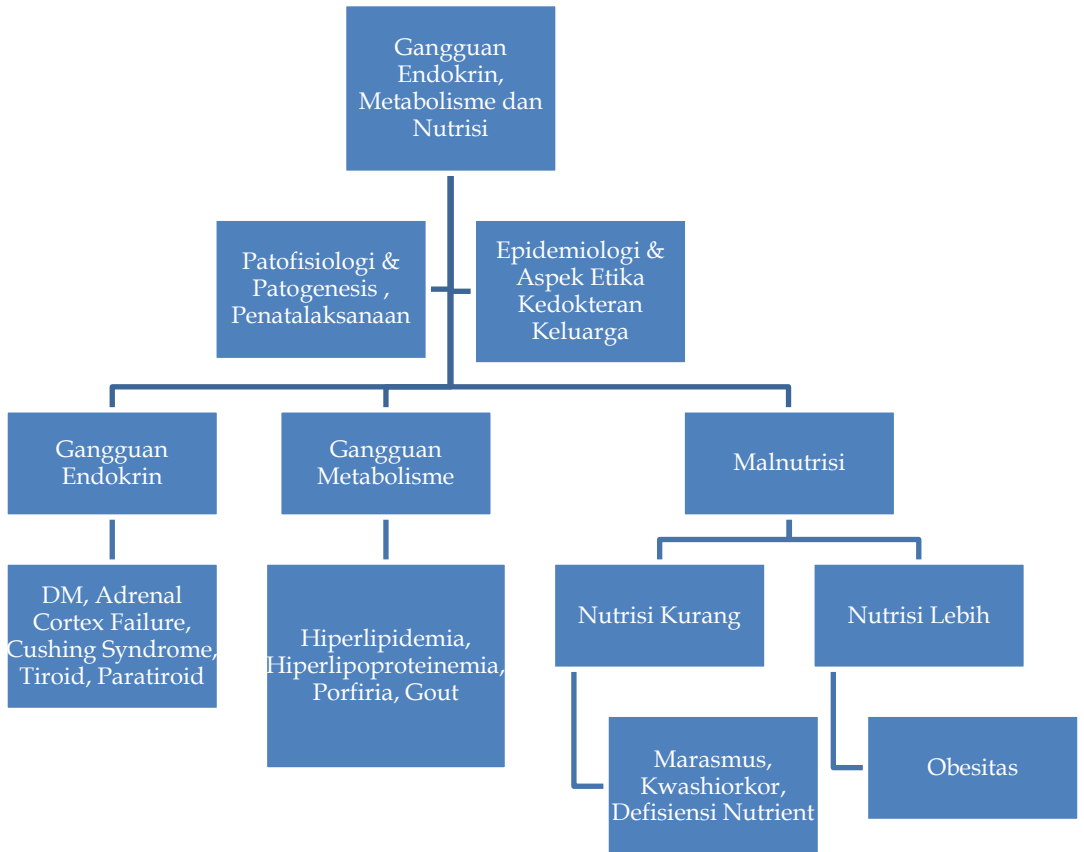 Gangguan
Endokrin,
Metabolisme dan
Nutrisi
Patofisiologi &
Patogenesis ,
Penatalaksanaan
Epidemiologi &
Aspek Etika
Kedokteran
Keluarga
Gangguan
Endokrin
Gangguan
Metabolisme
Malnutrisi
DM, Adrenal
Cortex Failure,
Cushing Syndrome,
Tiroid, Paratiroid
Hiperlipidemia,
Hiperlipoproteinemia,
Porfiria, Gout
Nutrisi Kurang
Nutrisi Lebih
Marasmus,
Kwashiorkor,
Defisiensi Nutrient
Obesitas